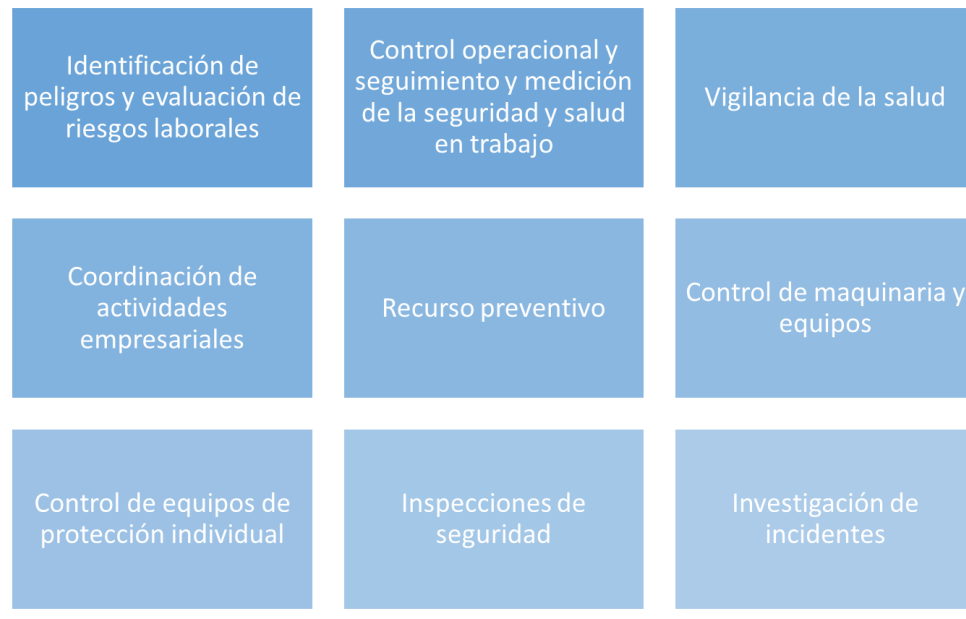 Identificación de
peligros y evaluación de
riesgos laborales
Control operacional y
seguimiento y medición
de la seguridad y salud
en trabajo
Vigilancia de la salud
Coordinación de
actividades
empresariales
Recurso preventivo
Control de maquinaria y
equipos
Control de equipos de
protección individual
Inspecciones de
seguridad
Investigación de
incidentes